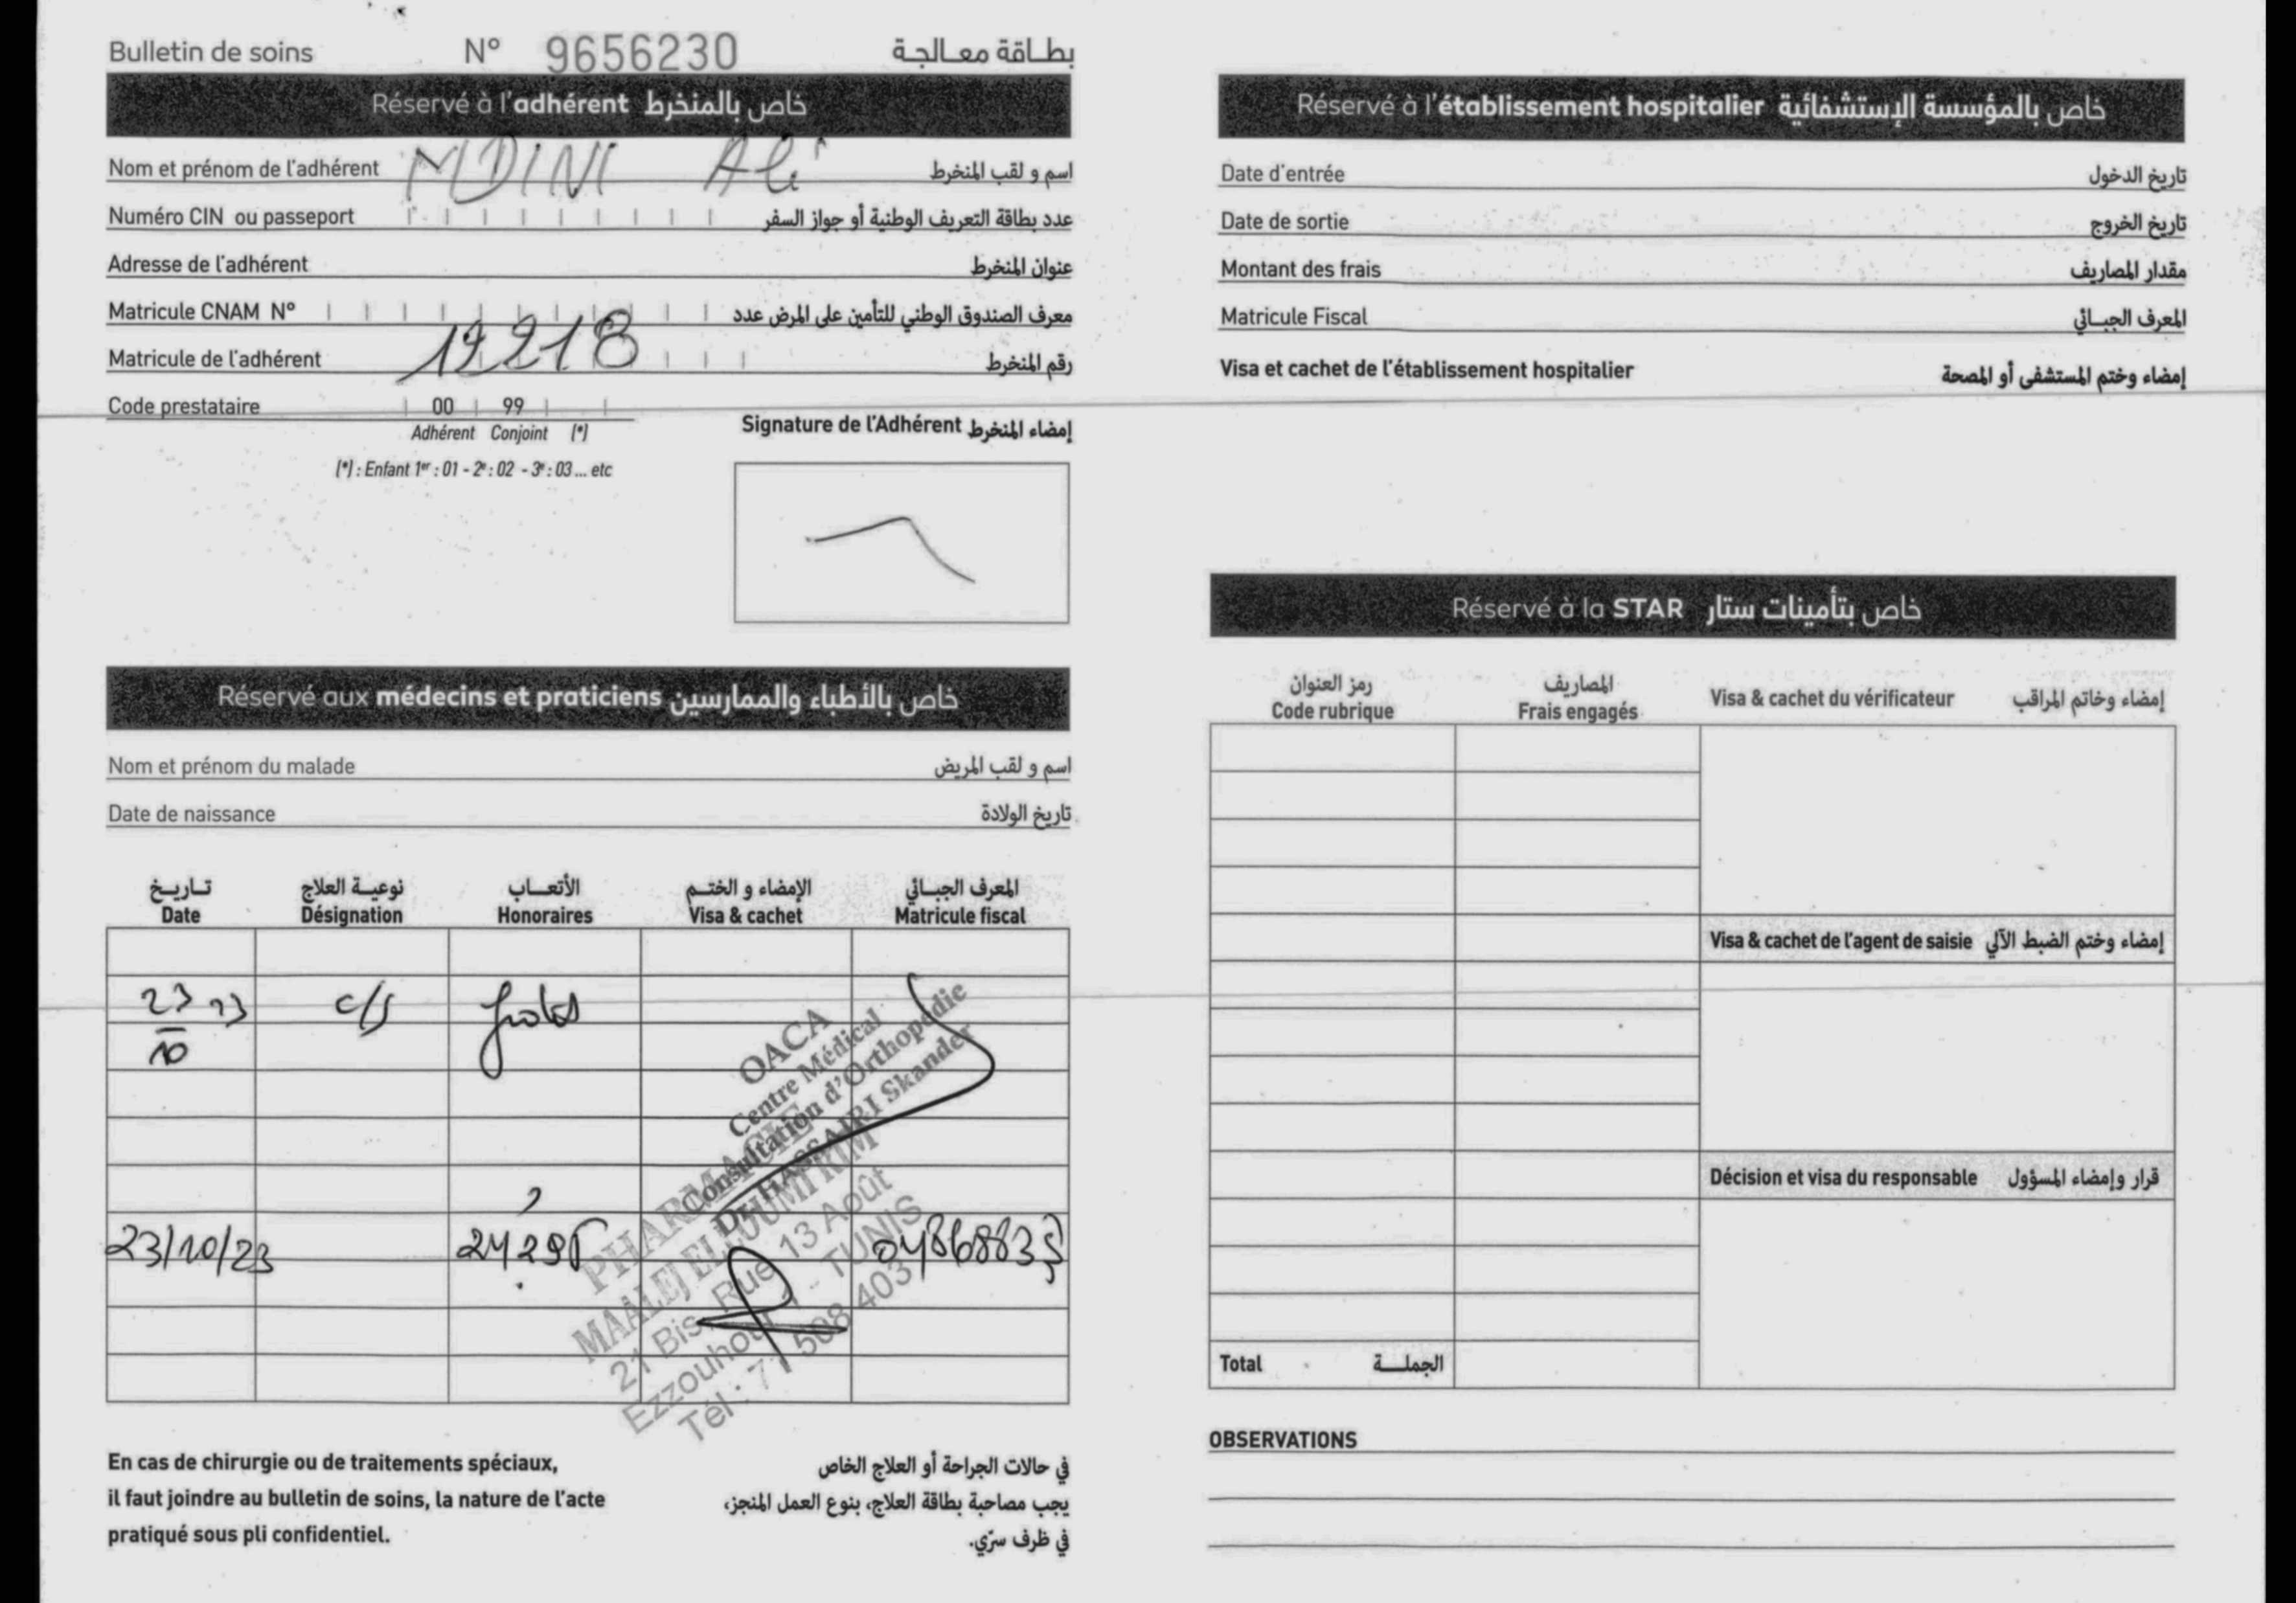 Bulletin de soins N° 9656230 بطاقة معالجة
Réservé à l'adhérent خاص بالمنخرط
Nom et prénom de l'adhérent MDINI Ali اسم و لقب المنخرط
Numéro CIN ou passeport عدد بطاقة التعريف الوطنية أو جواز السفر
Adresse de l'adhérent عنوان المنخرط
Matricule CNAM N° معرف الصندوق الوطني للتأمين على المرض عدد
Matricule de l'adhérent 19218 رقم المنخرط
Code prestataire 00 99
Adhérent Conjoint (*)
(*) : Enfant 1er : 01 - 2e : 02 - 3e : 03 ... etc
Signature de l'Adhérent إمضاء المنخرط
Réservé aux médecins et praticiens خاص بالأطباء والممارسين
Nom et prénom du malade اسم و لقب المريض
Date de naissance تاريخ الولادة
تاريخ نوعية العلاج الأتعاب الإمضاء و الختم المعرف الجبائي
Date Désignation Honoraires Visa & cachet Matricule fiscal
23 23 c/s
10
OACA
Centre Médical
Consultation d'Orthopédie
Dr HASSAIRI Skander
23/10/23
PHARMACIE
MAALEJ ELLOUMI RIM
21 Bis, Rue 13 Août
Ezzouhour - TUNIS
Tél : 71 508 403
En cas de chirurgie ou de traitements spéciaux,
il faut joindre au bulletin de soins, la nature de l'acte
pratiqué sous pli confidentiel.
في حالات الجراحة أو العلاج الخاص
يجب مصاحبة بطاقة العلاج، بنوع العمل المنجز،
في ظرف سرّي.
Réservé à l'établissement hospitalier خاص بالمؤسسة الإستشفائية
Date d'entrée تاريخ الدخول
Date de sortie تاريخ الخروج
Montant des frais مقدار المصاريف
Matricule Fiscal المعرف الجبائي
Visa et cachet de l'établissement hospitalier إمضاء وختم المستشفى أو المصحة
Réservé à la STAR خاص بتأمينات ستار
رمز العنوان المصاريف
Code rubrique Frais engagés Visa & cachet du vérificateur إمضاء وخاتم المراقب
Visa & cachet de l'agent de saisie إمضاء وختم الضبط الآلي
Décision et visa du responsable قرار وإمضاء المسؤول
Total الجملة
OBSERVATIONS